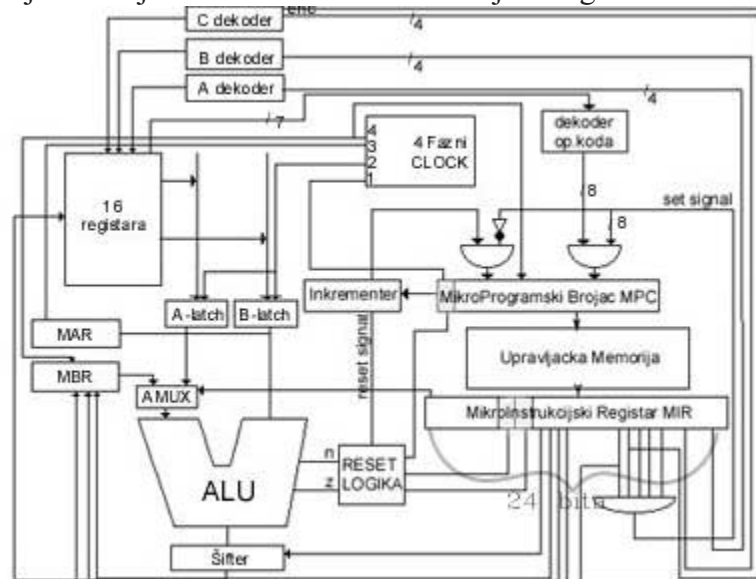 C dekoder
enc
4
B dekoder
4
A dekoder
4
7
4
3
2
1
4 Fazni
CLOCK
dekoder
op.koda
8
8
set signal
16
registara
A-latch
B-latch
Inkrementer
MikroProgramski Brojac MPC
MAR
reset signal
Upravljacka Memorija
MBR
AMUX
MikroInstrukcijski Registar MIR
ALU
n
z
RESET
LOGIKA
24 bita
Šifter